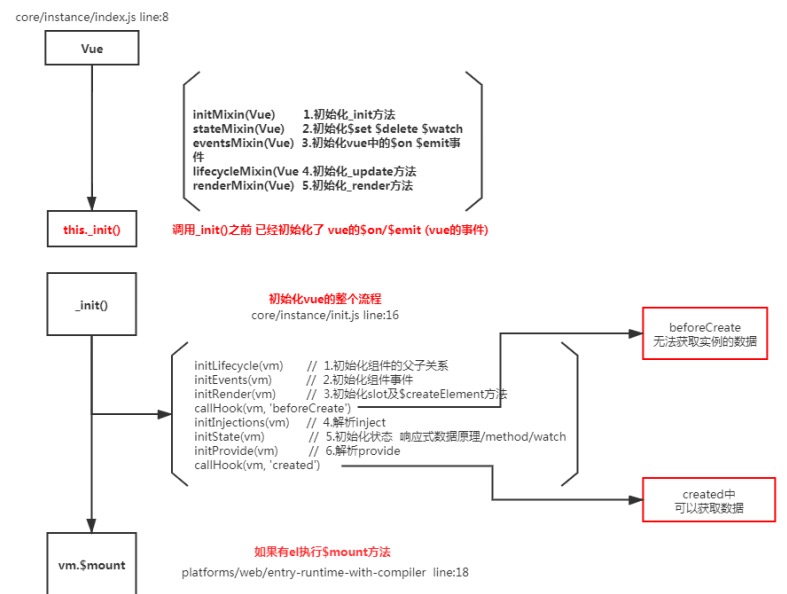 core/instance/index.js line:8
Vue
initMixin(Vue) 1.初始化_init方法
stateMixin(Vue) 2.初始化$set $delete $watch
eventsMixin(Vue) 3.初始化vue中的$on $emit事
件
lifecycleMixin(Vue 4.初始化_update方法
renderMixin(Vue) 5.初始化_render方法
this._init()
调用_init()之前 已经初始化了 vue的$on/$emit (vue的事件)
_init()
初始化vue的整个流程
core/instance/init.js line:16
beforeCreate
无法获取实例的数据
initLifecycle(vm) // 1.初始化组件的父子关系
initEvents(vm) // 2.初始化组件事件
initRender(vm) // 3.初始化slot及$createElement方法
callHook(vm, 'beforeCreate')
initInjections(vm) // 4.解析inject
initState(vm) // 5.初始化状态 响应式数据原理/method/watch
initProvide(vm) // 6.解析provide
callHook(vm, 'created')
created中
可以获取数据
如果有el执行$mount方法
vm.$mount
platforms/web/entry-runtime-with-compiler line:18